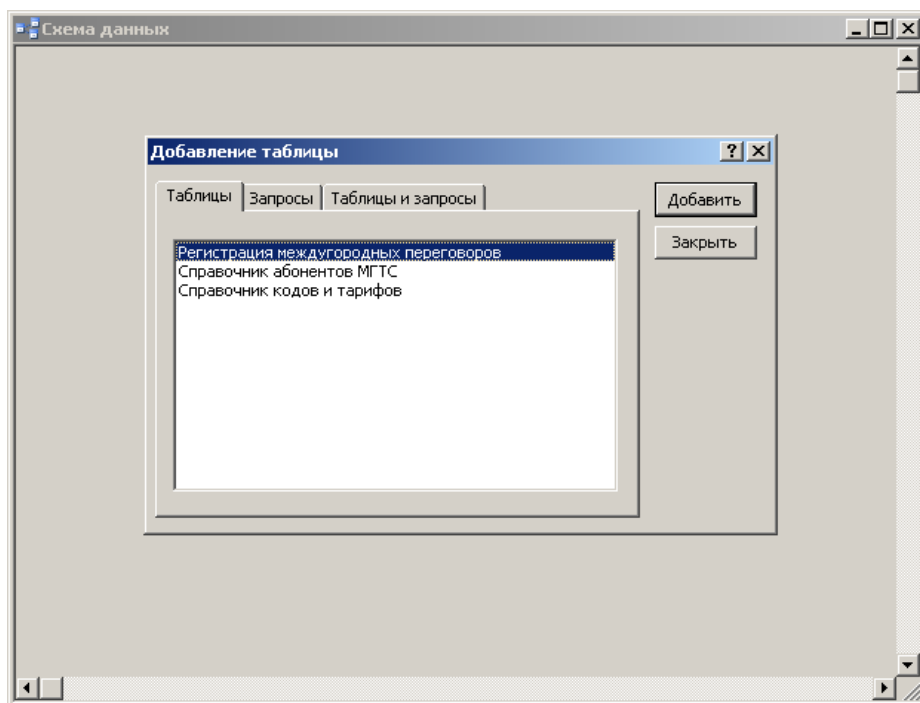 Схема данных
Добавление таблицы
Таблицы Запросы Таблицы и запросы
Добавить
Закрыть
Регистрация междугородных переговоров
Справочник абонентов МГТС
Справочник кодов и тарифов